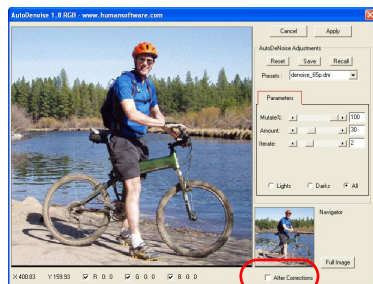 AutoDenoise 1.8 RGB - www.humansoftware.com
Cancel Apply
AutoDeNoise Adjustments
Reset Save Recall
Presets: denoise_65p.dnr
Parameters
Mutate%: 100
Amount: 30
Iterate: 2
Lights Darks All
Navigator
Full Image
After Corrections
X 400.83 Y 159.93 R 0. 0 G 0. 0 B 0. 0